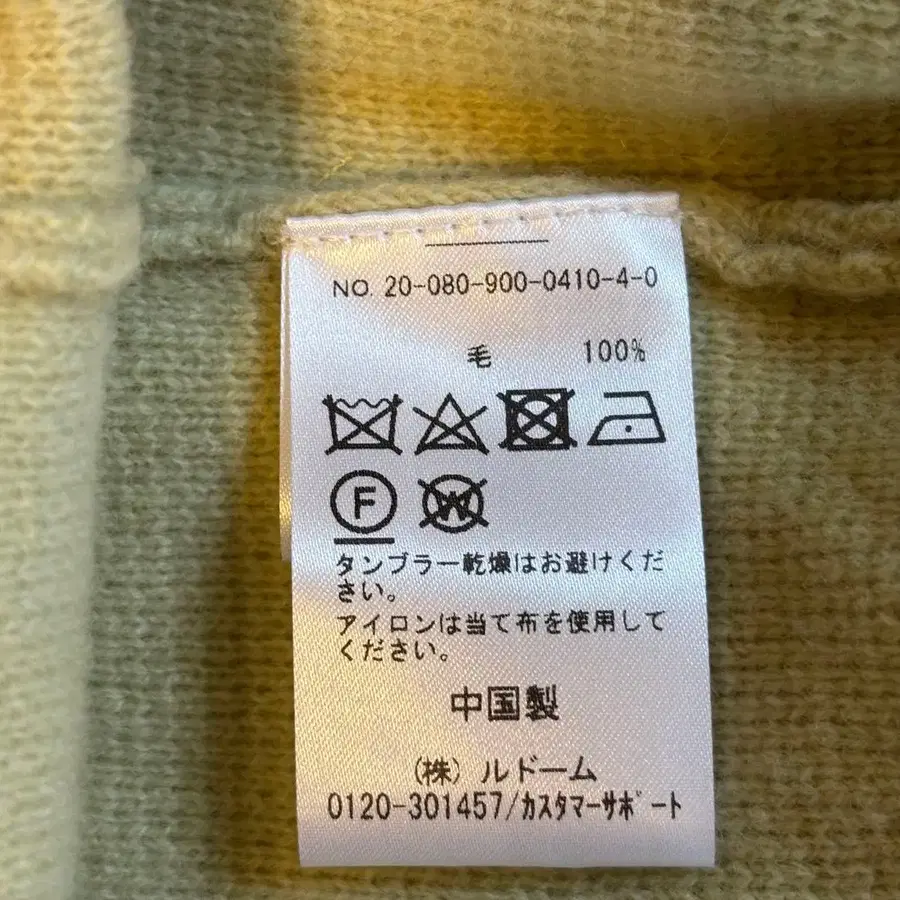 NO. 20-080-900-0410-4-0
毛 100%
F
W
タンブラー乾燥はお避けくだ
さい。
アイロンは当て布を使用して
ください。
中国製
(株) ルドーム
0120-301457/ｶｽﾀﾏｰｻﾎﾟｰﾄ